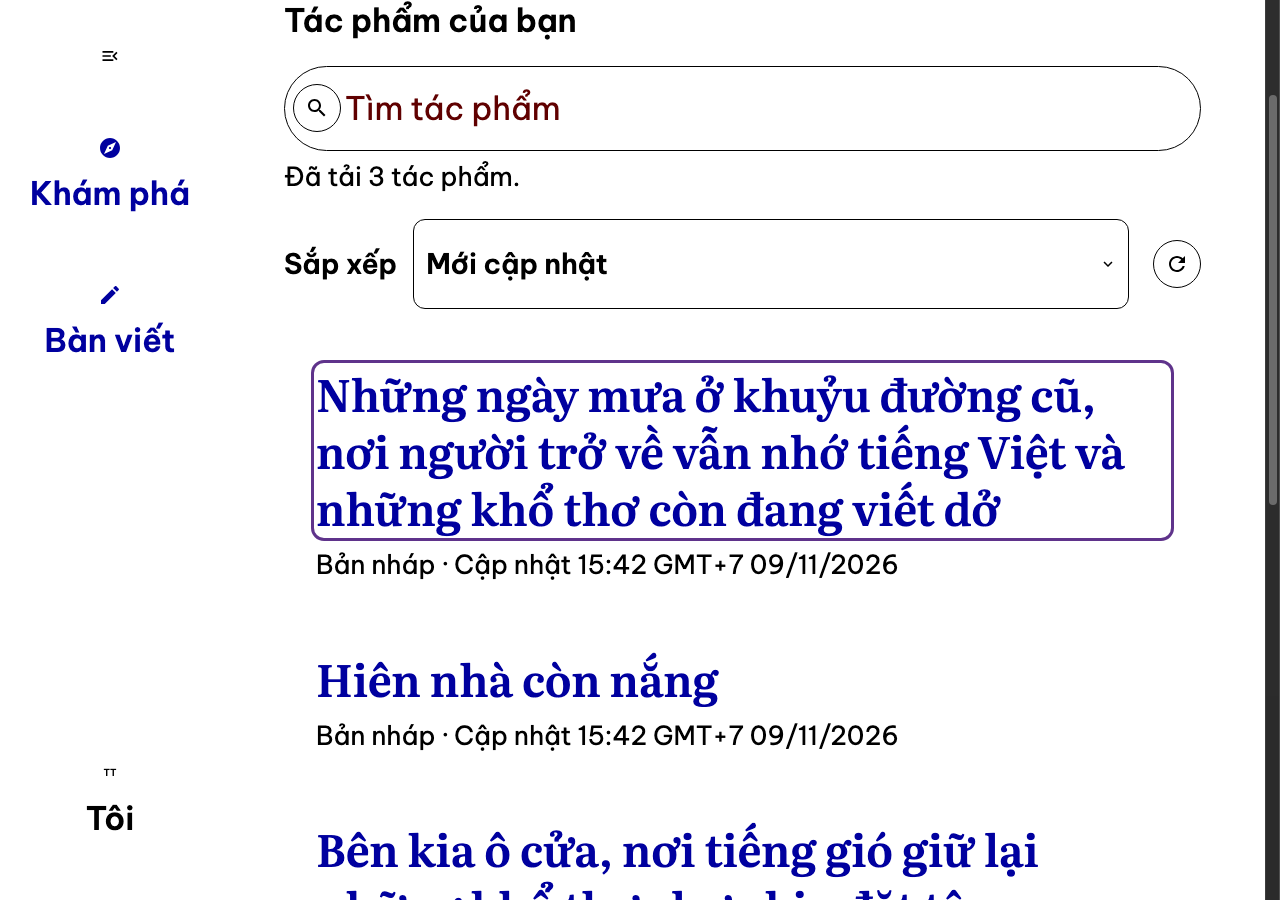 Tác phẩm của bạn
Tìm tác phẩm
Khám phá
Đã tải 3 tác phẩm.
Sắp xếp
Mới cập nhật
Bàn viết
Những ngày mưa ở khuỷu đường cũ,
nơi người trở về vẫn nhớ tiếng Việt và
những khổ thơ còn đang viết dở
Bản nháp · Cập nhật 15:42 GMT+7 09/11/2026
Hiên nhà còn nắng
Bản nháp · Cập nhật 15:42 GMT+7 09/11/2026
TT
Tôi
Bên kia ô cửa, nơi tiếng gió giữ lại